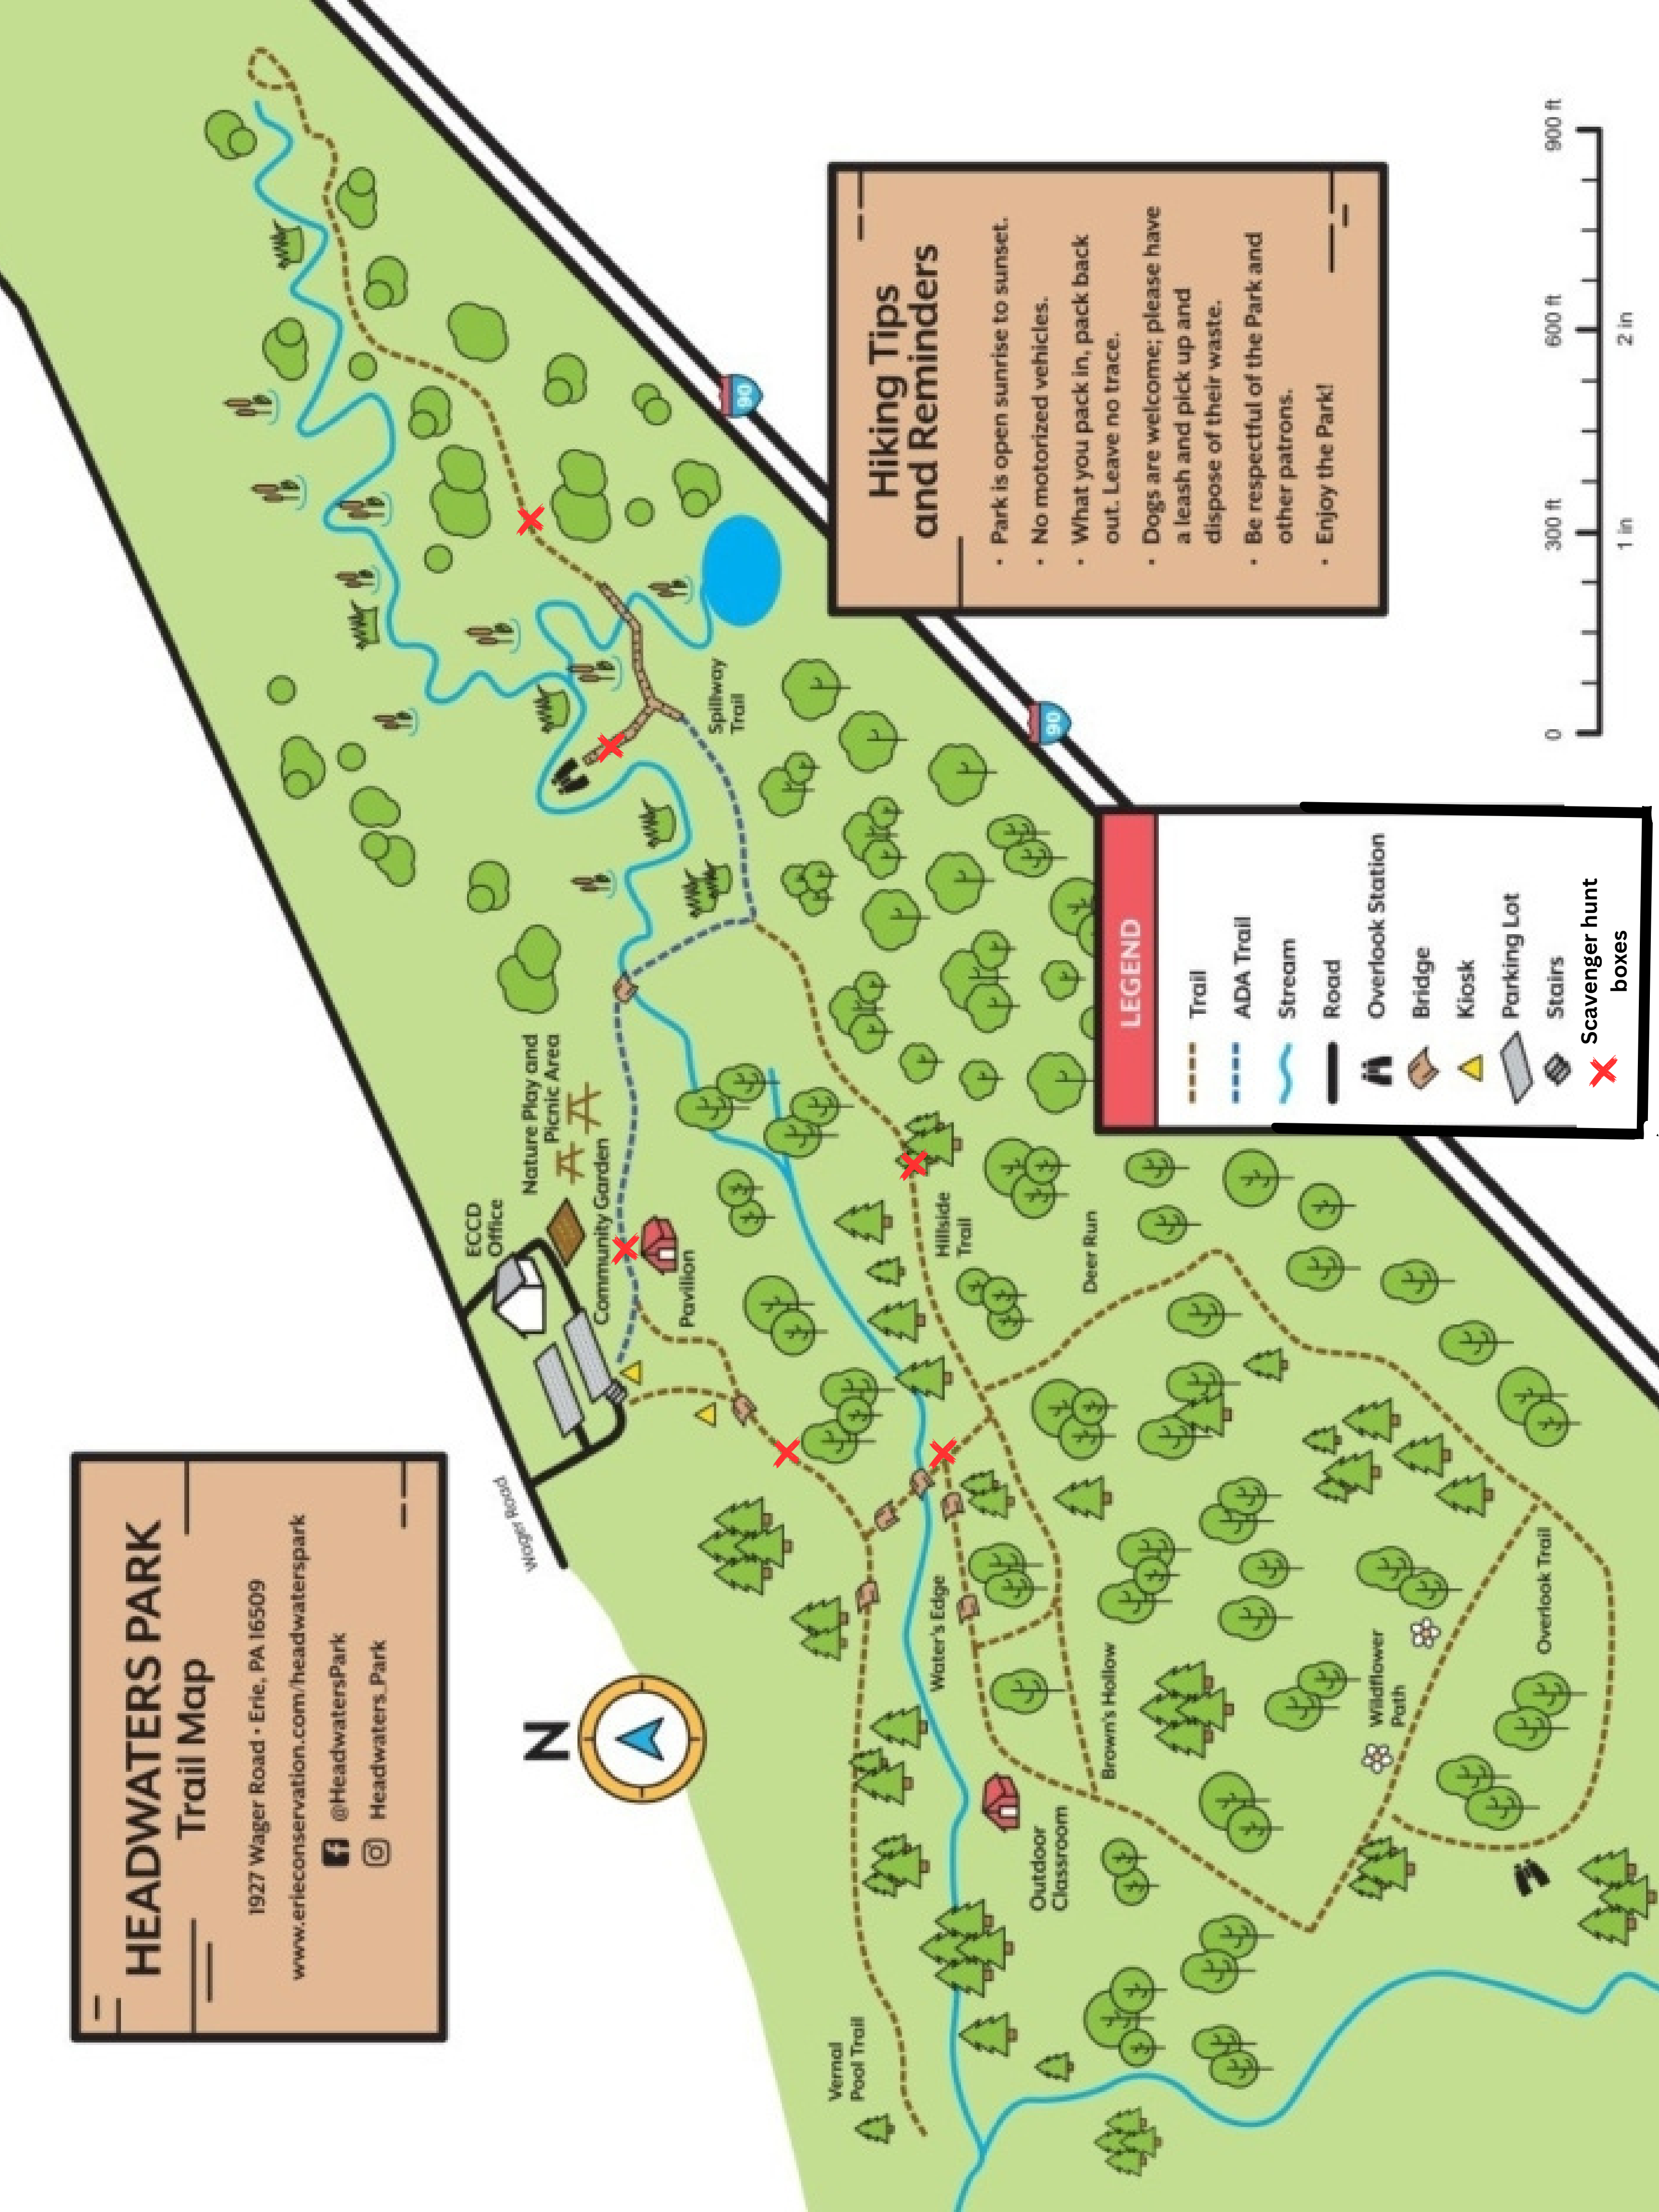 HEADWATERS PARK
Trail Map
1927 Wager Road • Erie, PA 16509
www.erieconservation.com/headwaterspark
@HeadwatersPark
Headwaters_Park
N
Wager Road
ECCD
Office
Nature Play and
Picnic Area
Community Garden
Pavilion
Spillway
Trail
Hillside
Trail
Deer Run
Water's Edge
Brown's Hollow
Outdoor
Classroom
Vernal
Pool Trail
Wildflower
Path
Overlook Trail
90
90
Hiking Tips
and Reminders
• Park is open sunrise to sunset.
• No motorized vehicles.
• What you pack in, pack back
out. Leave no trace.
• Dogs are welcome; please have
a leash and pick up and
dispose of their waste.
• Be respectful of the Park and
other patrons.
• Enjoy the Park!
LEGEND
Trail
ADA Trail
Stream
Road
Overlook Station
Bridge
Kiosk
Parking Lot
Stairs
Scavenger hunt
boxes
0 300 ft 600 ft 900 ft
1 in 2 in